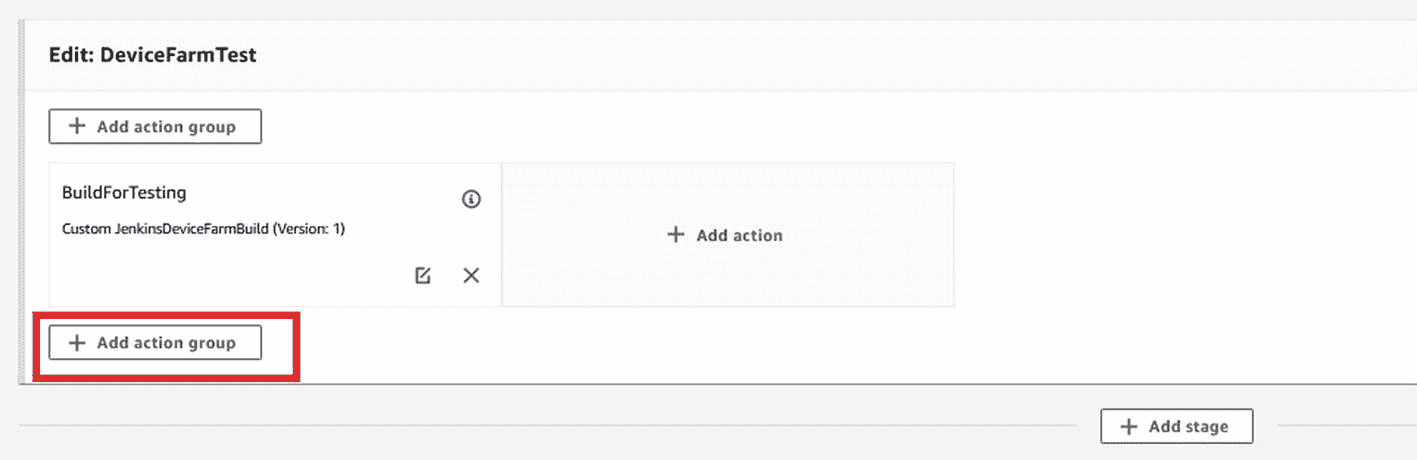 Edit: DeviceFarmTest
+ Add action group
BuildForTesting
Custom JenkinsDeviceFarmBuild (Version: 1)
+ Add action
+ Add action group
+ Add stage